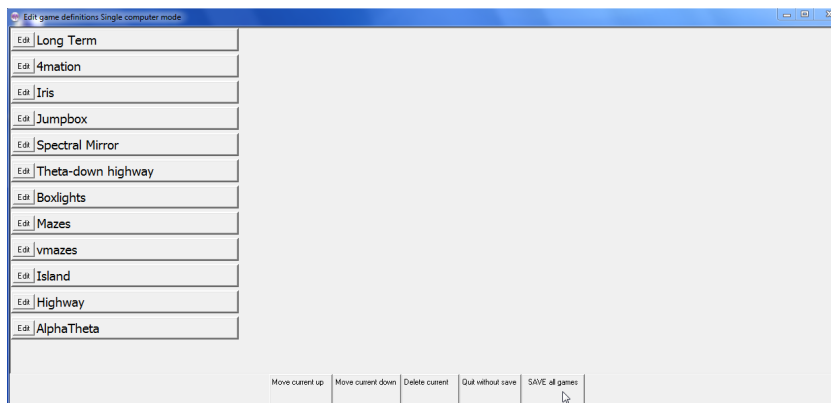 Edit game definitions Single computer mode
Edit Long Term
Edit 4mation
Edit Iris
Edit Jumpbox
Edit Spectral Mirror
Edit Theta-down highway
Edit Boxlights
Edit Mazes
Edit vmazes
Edit Island
Edit Highway
Edit AlphaTheta
Move current up Move current down Delete current Quit without save SAVE all games